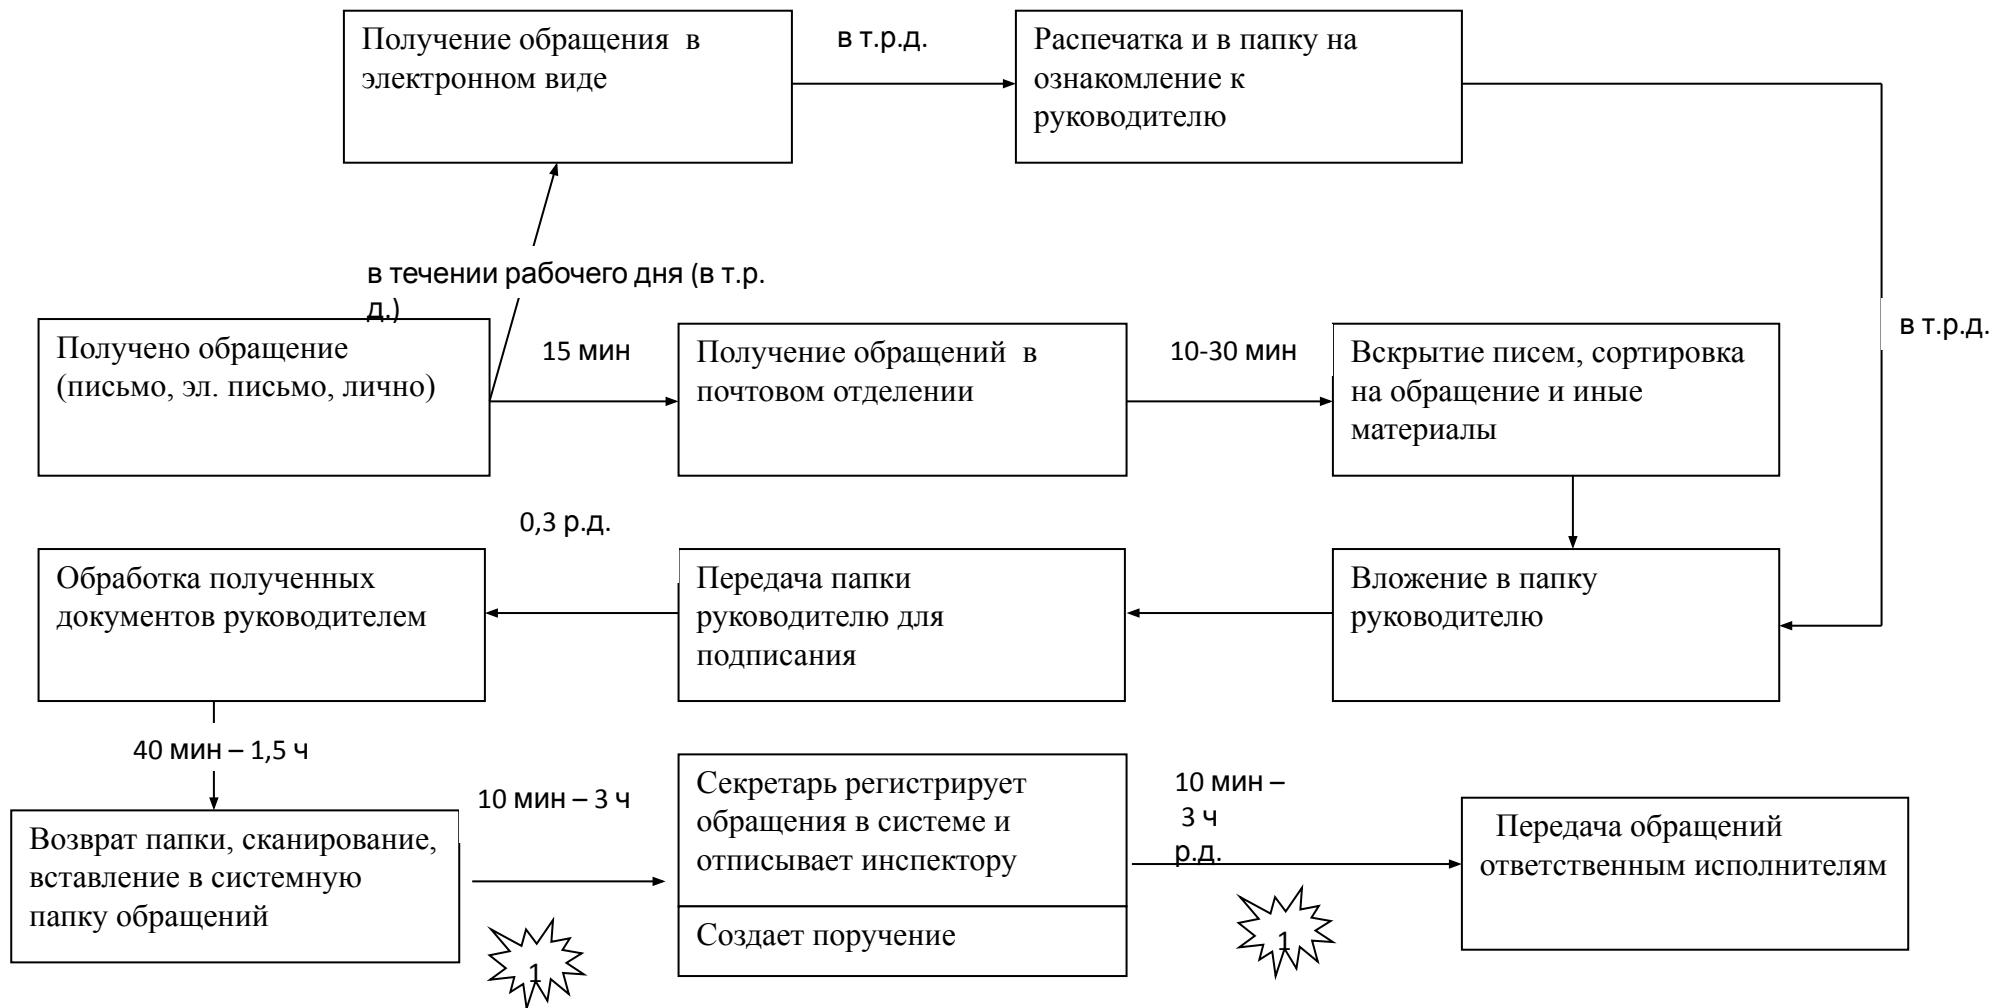 Получение обращения  в
электронном виде
в т.р.д.
Распечатка и в папку на
ознакомление к
руководителю
в течении рабочего дня (в т.р.
д.)
в т.р.д.
Получено обращение
(письмо, эл. письмо, лично)
15 мин
Получение обращений  в
почтовом отделении
10-30 мин
Вскрытие писем, сортировка
на обращение и иные
материалы
0,3 р.д.
Обработка полученных
документов руководителем
Передача папки
руководителю для
подписания
Вложение в папку
руководителю
40 мин – 1,5 ч
Возврат папки, сканирование,
вставление в системную
папку обращений
10 мин – 3 ч
1
Секретарь регистрирует
обращения в системе и
отписывает инспектору
Создает поручение
10 мин –
3 ч
р.д.
1
Передача обращений
ответственным исполнителям